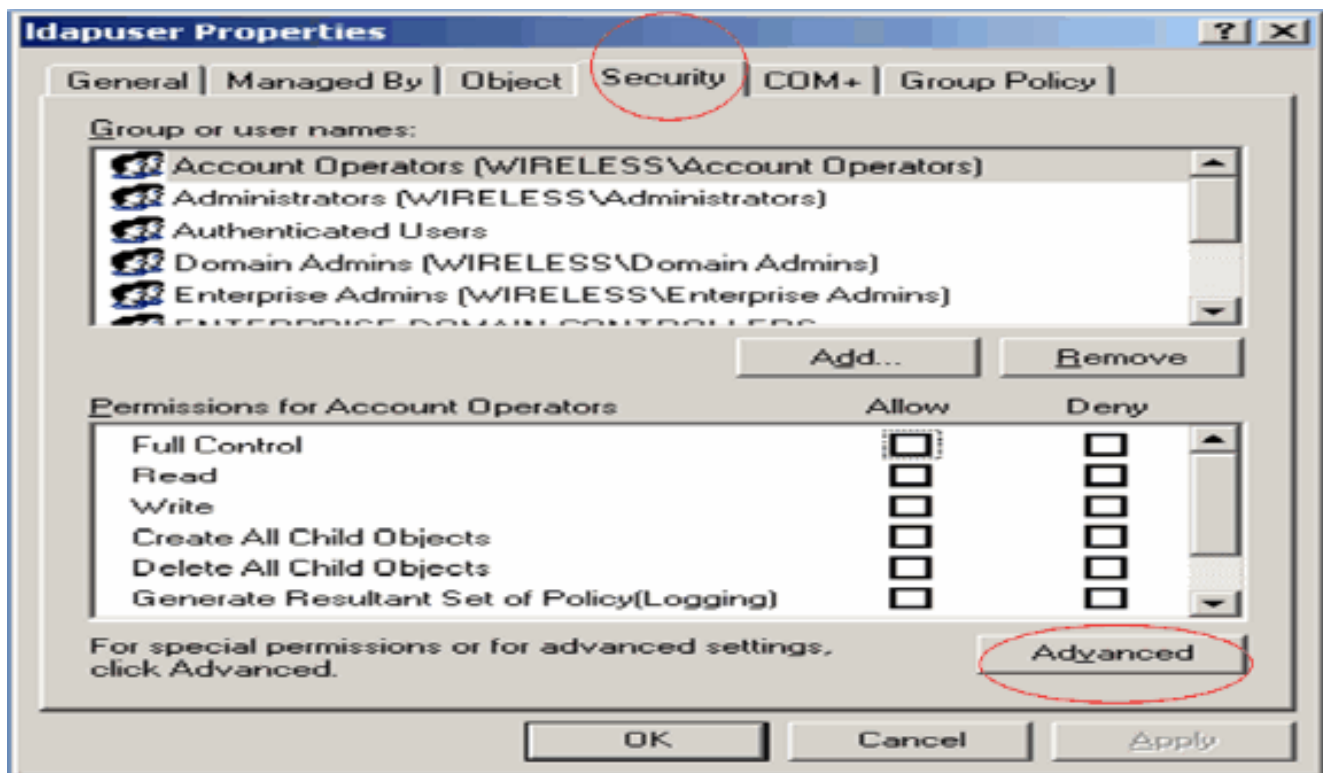 ldapuser Properties
General Managed By Object Security COM+ Group Policy
Group or user names:
Account Operators (WIRELESS\Account Operators)
Administrators (WIRELESS\Administrators)
Authenticated Users
Domain Admins (WIRELESS\Domain Admins)
Enterprise Admins (WIRELESS\Enterprise Admins)
ENTERPRISE DOMAIN CONTROLLERS
Add... Remove
Permissions for Account Operators Allow Deny
Full Control
Read
Write
Create All Child Objects
Delete All Child Objects
Generate Resultant Set of Policy(Logging)
For special permissions or for advanced settings,
click Advanced.
Advanced
OK Cancel Apply